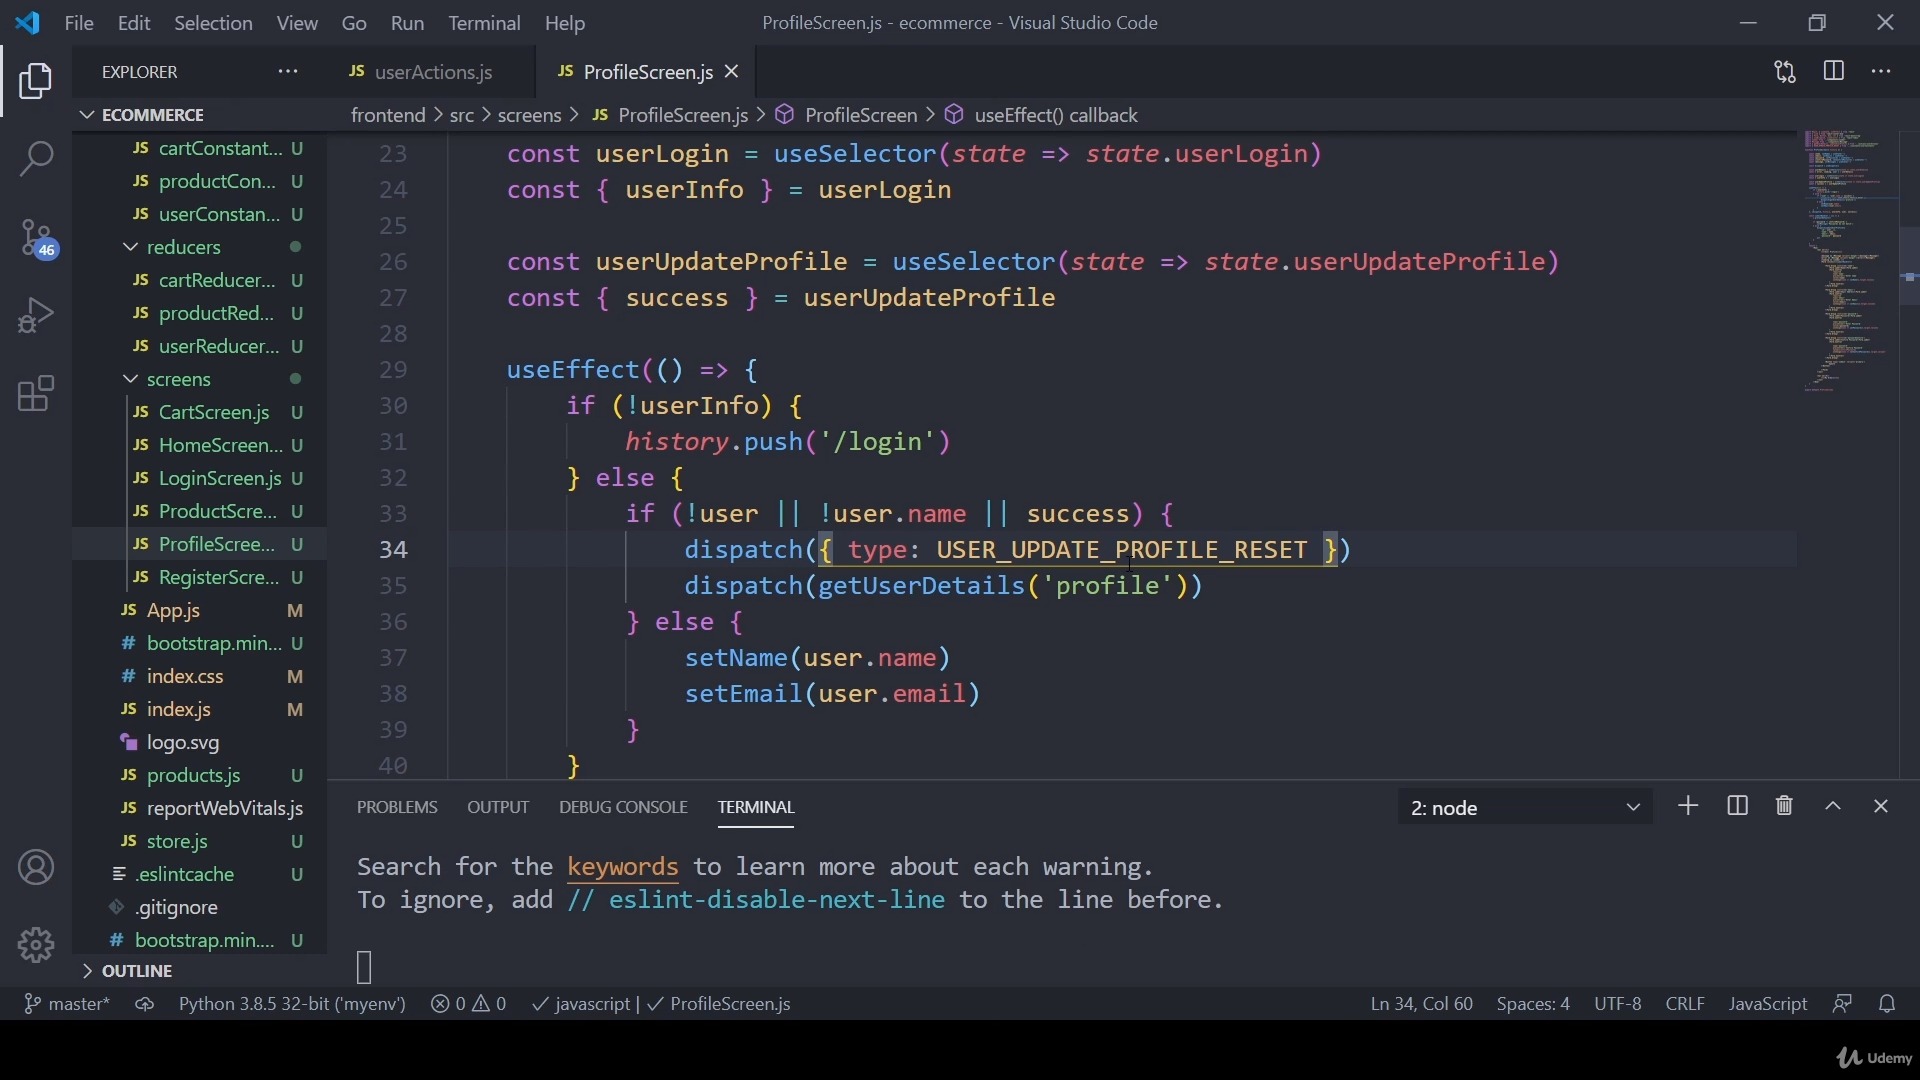 File Edit Selection View Go Run Terminal Help
ProfileScreen.js - ecommerce - Visual Studio Code
EXPLORER
JS userActions.js
JS ProfileScreen.js
ECOMMERCE
frontend > src > screens > JS ProfileScreen.js > ProfileScreen > useEffect() callback
JS cartConstant... U
JS productCon... U
JS userConstan... U
reducers
JS cartReducer... U
JS productRed... U
JS userReducer... U
screens
JS CartScreen.js U
JS HomeScreen... U
JS LoginScreen.js U
JS ProductScre... U
JS ProfileScree... U
JS RegisterScre... U
JS App.js M
# bootstrap.min... U
# index.css M
JS index.js M
logo.svg
JS products.js U
JS reportWebVitals.js
JS store.js U
.eslintcache U
.gitignore
# bootstrap.min.... U
OUTLINE
46
23 const userLogin = useSelector(state => state.userLogin)
24 const { userInfo } = userLogin
25
26 const userUpdateProfile = useSelector(state => state.userUpdateProfile)
27 const { success } = userUpdateProfile
28
29 useEffect(() => {
30 if (!userInfo) {
31 history.push('/login')
32 } else {
33 if (!user || !user.name || success) {
34 dispatch({ type: USER_UPDATE_PROFILE_RESET })
35 dispatch(getUserDetails('profile'))
36 } else {
37 setName(user.name)
38 setEmail(user.email)
39 }
40 }
PROBLEMS OUTPUT DEBUG CONSOLE TERMINAL
2: node
Search for the keywords to learn more about each warning.
To ignore, add // eslint-disable-next-line to the line before.
master* Python 3.8.5 32-bit ('myenv') 0 0 javascript | ProfileScreen.js
Ln 34, Col 60 Spaces: 4 UTF-8 CRLF JavaScript
Udemy